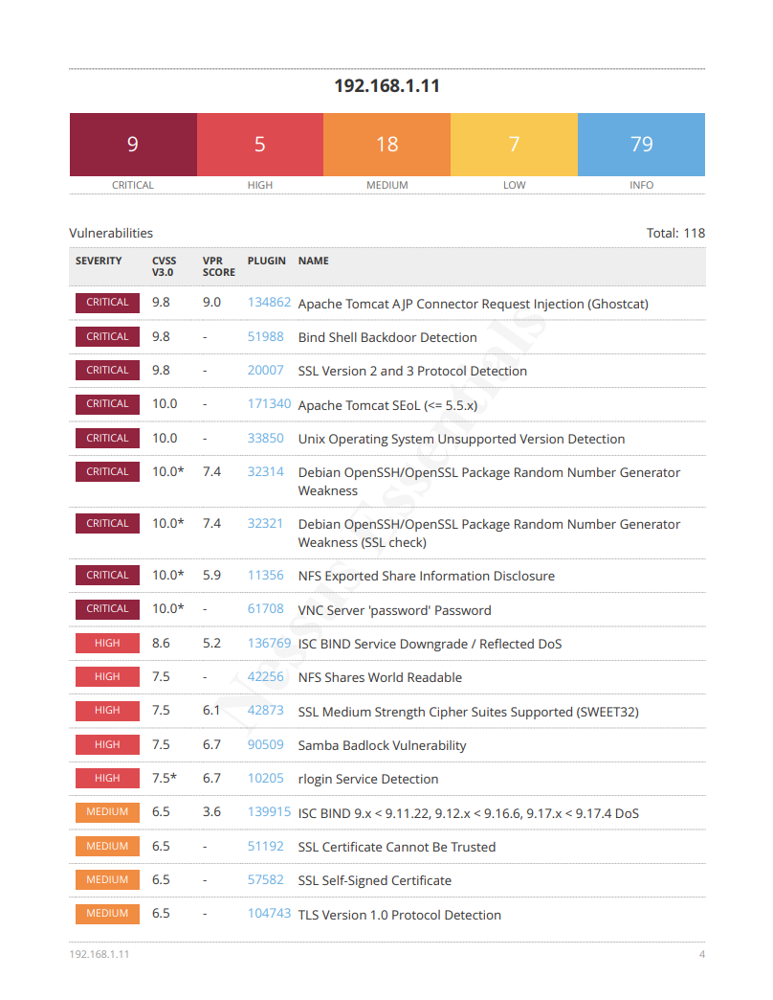 192.168.1.11
9 5 18 7 79
CRITICAL HIGH MEDIUM LOW INFO
Vulnerabilities Total: 118
SEVERITY CVSS VPR PLUGIN NAME
V3.0 SCORE
CRITICAL 9.8 9.0 134862 Apache Tomcat AJP Connector Request Injection (Ghostcat)
CRITICAL 9.8 - 51988 Bind Shell Backdoor Detection
CRITICAL 9.8 - 20007 SSL Version 2 and 3 Protocol Detection
CRITICAL 10.0 - 171340 Apache Tomcat SEoL (<= 5.5.x)
CRITICAL 10.0 - 33850 Unix Operating System Unsupported Version Detection
CRITICAL 10.0* 7.4 32314 Debian OpenSSH/OpenSSL Package Random Number Generator
Weakness
CRITICAL 10.0* 7.4 32321 Debian OpenSSH/OpenSSL Package Random Number Generator
Weakness (SSL check)
CRITICAL 10.0* 5.9 11356 NFS Exported Share Information Disclosure
CRITICAL 10.0* - 61708 VNC Server 'password' Password
HIGH 8.6 5.2 136769 ISC BIND Service Downgrade / Reflected DoS
HIGH 7.5 - 42256 NFS Shares World Readable
HIGH 7.5 6.1 42873 SSL Medium Strength Cipher Suites Supported (SWEET32)
HIGH 7.5 6.7 90509 Samba Badlock Vulnerability
HIGH 7.5* 6.7 10205 rlogin Service Detection
MEDIUM 6.5 3.6 139915 ISC BIND 9.x < 9.11.22, 9.12.x < 9.16.6, 9.17.x < 9.17.4 DoS
MEDIUM 6.5 - 51192 SSL Certificate Cannot Be Trusted
MEDIUM 6.5 - 57582 SSL Self-Signed Certificate
MEDIUM 6.5 - 104743 TLS Version 1.0 Protocol Detection
Nessus Essentials
192.168.1.11 4